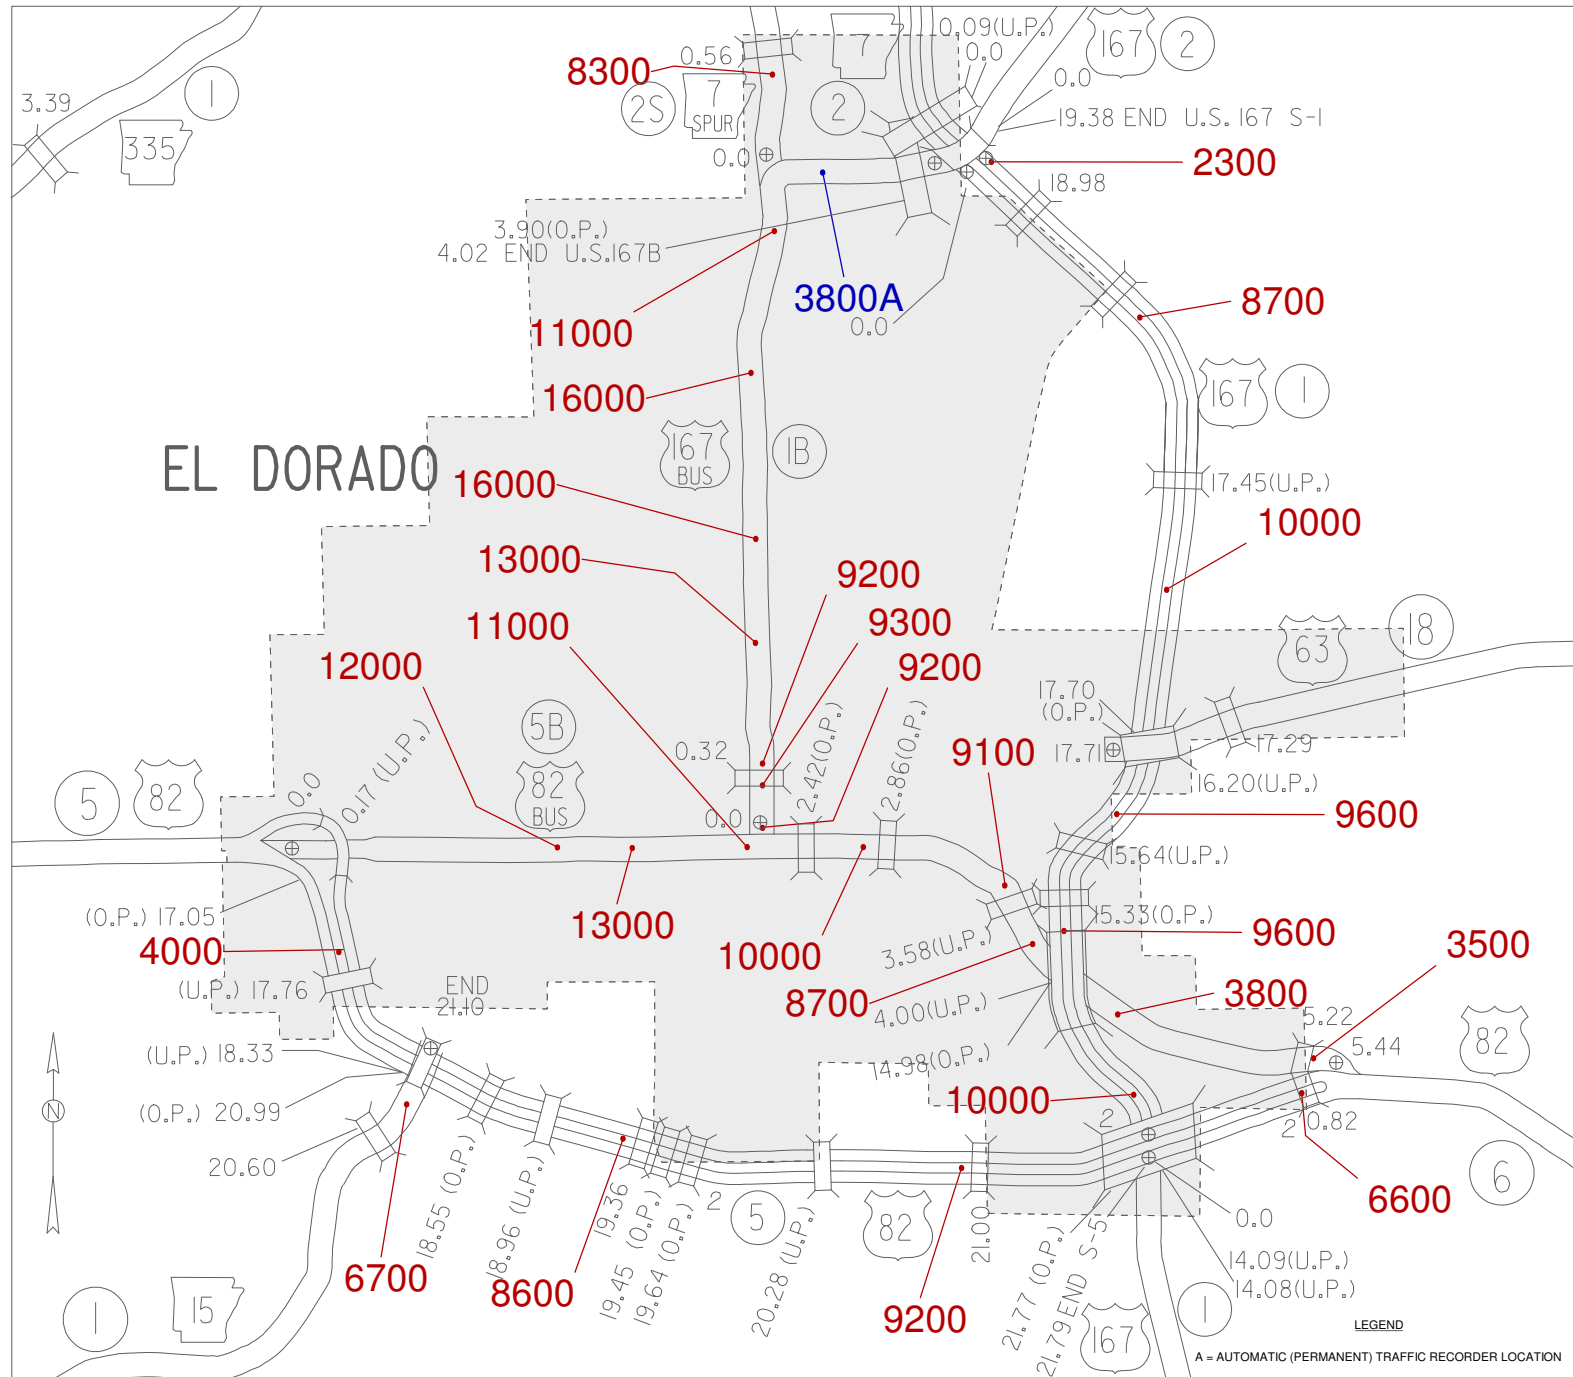 0.09(U.P.)
7
167
2
0.0
0.56
8300
7
SPUR
2S
2
0.0
3.39
1
335
19.38 END U.S. 167 S-1
0.0
2300
18.98
3.90(O.P.)
4.02 END U.S.167B
3800A
0.0
8700
11000
16000
167
1
167
BUS
1B
EL DORADO
16000
17.45(U.P.)
10000
13000
9200
9300
11000
9200
12000
63
18
17.70
(O.P.)
17.71
17.29
16.20(U.P.)
5B
82
BUS
0.32
2.42(O.P.)
2.86(O.P.)
9100
5
82
0.0
0.17 (U.P.)
0.0
9600
15.64(U.P.)
(O.P.) 17.05
4000
13000
10000
3.58(U.P.)
15.33(O.P.)
9600
3500
(U.P.) 17.76
END
21.10
8700
4.00(U.P.)
3800
5.22
5.44
82
(U.P.) 18.33
14.98(O.P.)
N
(O.P.) 20.99
10000
2
2
0.82
20.60
6
6600
18.55 (O.P.)
18.96 (U.P.)
19.36
19.45 (O.P.)
19.64 (O.P.)
2
5
20.28 (U.P.)
82
21.00
9200
21.77 (O.P.)
21.79 END S-5
0.0
14.09(U.P.)
14.08(U.P.)
6700
8600
1
15
167
1
LEGEND
A = AUTOMATIC (PERMANENT) TRAFFIC RECORDER LOCATION